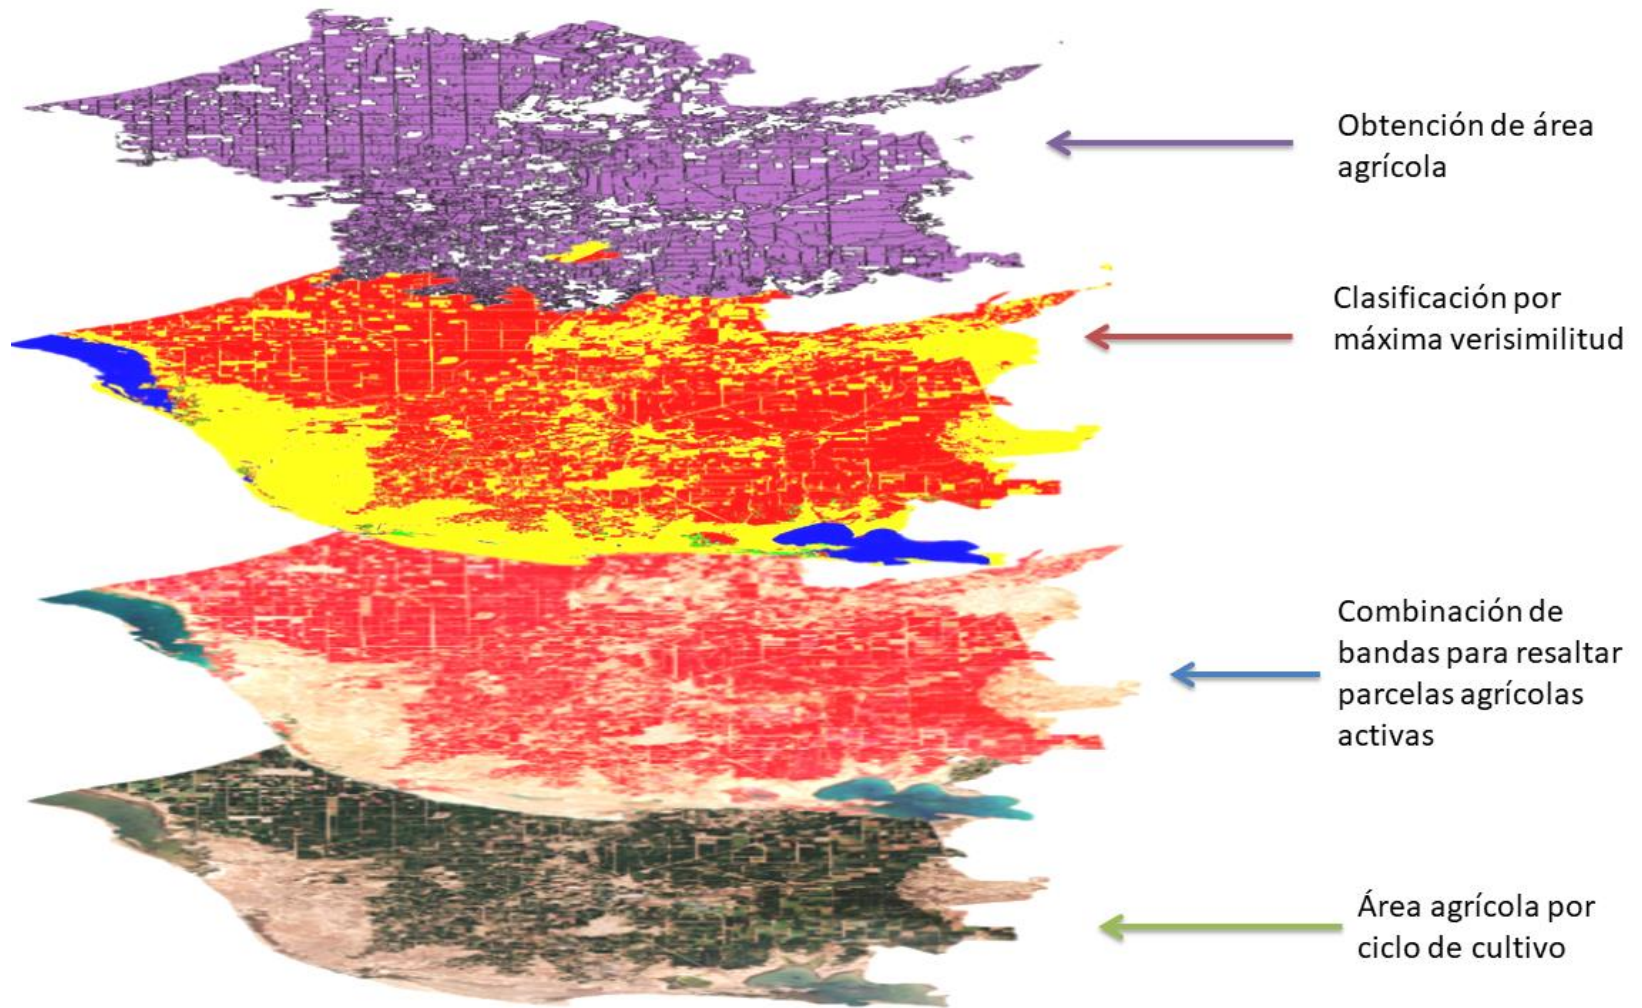 Obtención de área
agrícola
Clasificación por
máxima verisimilitud
Combinación de
bandas para resaltar
parcelas agrícolas
activas
Área agrícola por
ciclo de cultivo